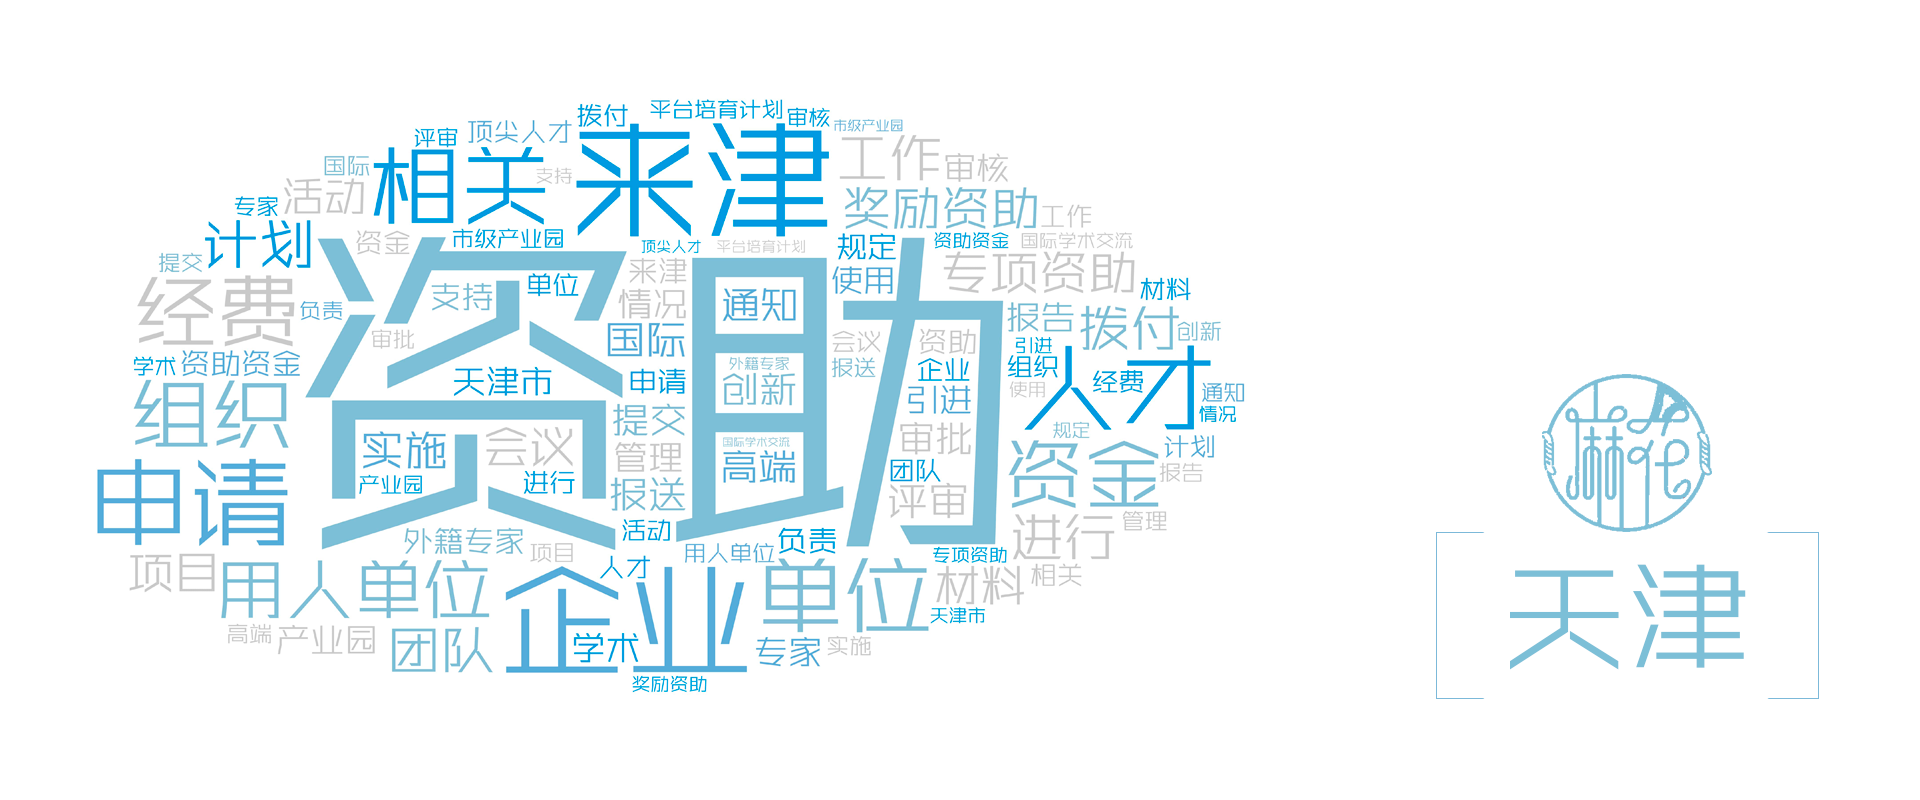 拨付
平台培育计划
审核
市级产业园
评审
顶尖人才
来津
工作
审核
国际
相关
支持
活动
奖励资助
专家
工作
计划
资金
市级产业园
顶尖人才
平台培育计划
规定
资助资金
国际学术交流
提交
资助
来津
使用
专项资助
经费
负责
支持
单位
情况
通知
材料
报告
拨付
创新
审批
国际
会议
资助
引进
学术
资助资金
外籍专家
报送
企业
组织
人才
天津市
申请
创新
引进
使用
经费
通知
组织
提交
审批
规定
情况
实施
会议
管理
国际学术交流
高端
团队
资金
计划
报告
申请
产业园
进行
报送
评审
管理
活动
负责
进行
外籍专家
项目
用人单位
专项资助
项目
用人单位
人才
企业
单位
材料
相关
天津市
高端
产业园
团队
学术
专家
实施
奖励资助
麻花
天津